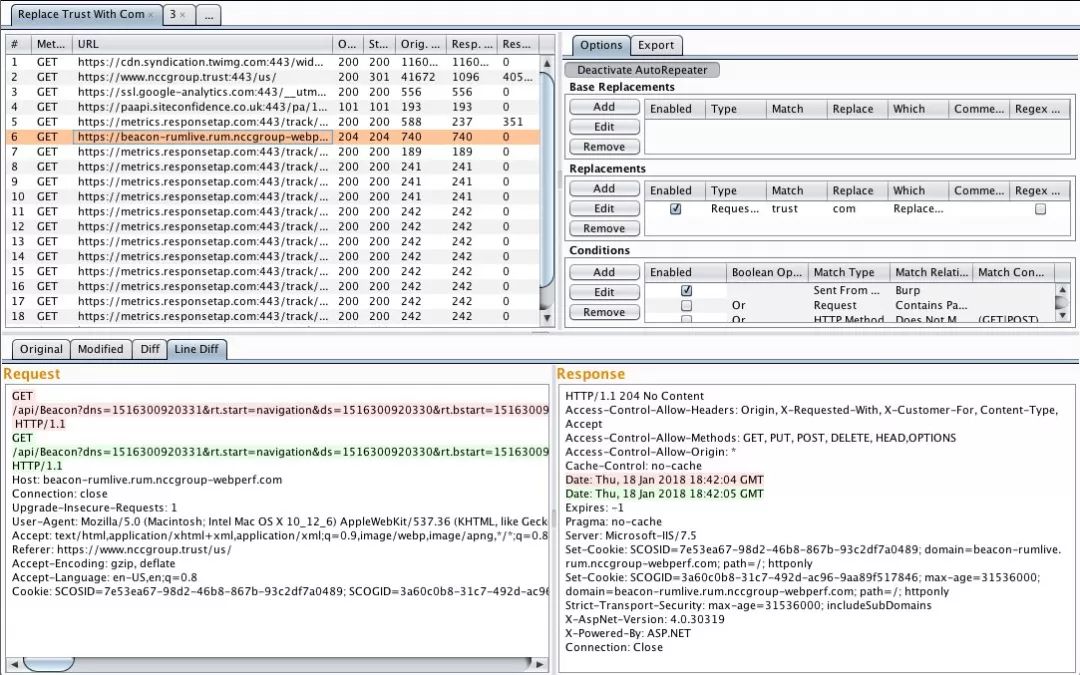 Replace Trust With Com × 3 × ...
# Met... URL O... St... Orig. ... Resp. ... Res...
1 GET https://cdn.syndication.twimg.com:443/wid... 200 200 1160... 1160... 0
2 GET https://www.nccgroup.trust:443/us/ 200 301 41672 1096 405...
3 GET https://ssl.google-analytics.com:443/__utm... 200 200 556 556 0
4 GET https://paapi.siteconfidence.co.uk:443/pa/1... 101 101 193 193 0
5 GET https://metrics.responsetap.com:443/track/... 200 200 588 237 351
6 GET https://beacon-rumlive.rum.nccgroup-webp... 204 204 740 740 0
7 GET https://metrics.responsetap.com:443/track/... 200 200 189 189 0
8 GET https://metrics.responsetap.com:443/track/... 200 200 241 241 0
9 GET https://metrics.responsetap.com:443/track/... 200 200 241 241 0
10 GET https://metrics.responsetap.com:443/track/... 200 200 241 241 0
11 GET https://metrics.responsetap.com:443/track/... 200 200 242 242 0
12 GET https://metrics.responsetap.com:443/track/... 200 200 242 242 0
13 GET https://metrics.responsetap.com:443/track/... 200 200 242 242 0
14 GET https://metrics.responsetap.com:443/track/... 200 200 242 242 0
15 GET https://metrics.responsetap.com:443/track/... 200 200 242 242 0
16 GET https://metrics.responsetap.com:443/track/... 200 200 242 242 0
17 GET https://metrics.responsetap.com:443/track/... 200 200 242 242 0
18 GET https://metrics.responsetap.com:443/track/... 200 200 242 242 0
Options Export
Deactivate AutoRepeater
Base Replacements
Add Enabled Type Match Replace Which Comme... Regex ...
Edit
Remove
Replacements
Add Enabled Type Match Replace Which Comme... Regex ...
Edit Reques... trust com Replace...
Remove
Conditions
Add Enabled Boolean Op... Match Type Match Relati... Match Con...
Edit Sent From ... Burp
Or Request Contains Pa...
Remove Or HTTP Method Does Not M... (GET|POST)
Original Modified Diff Line Diff
Request
GET
/api/Beacon?dns=1516300920331&rt.start=navigation&ds=1516300920330&rt.bstart=15163009
HTTP/1.1
GET
/api/Beacon?dns=1516300920331&rt.start=navigation&ds=1516300920330&rt.bstart=15163009
HTTP/1.1
Host: beacon-rumlive.rum.nccgroup-webperf.com
Connection: close
Upgrade-Insecure-Requests: 1
User-Agent: Mozilla/5.0 (Macintosh; Intel Mac OS X 10_12_6) AppleWebKit/537.36 (KHTML, like Geck
Accept: text/html,application/xhtml+xml,application/xml;q=0.9,image/webp,image/apng,*/*;q=0.8
Referer: https://www.nccgroup.trust/us/
Accept-Encoding: gzip, deflate
Accept-Language: en-US,en;q=0.8
Cookie: SCOSID=7e53ea67-98d2-46b8-867b-93c2df7a0489; SCOGID=3a60c0b8-31c7-492d-ac96
Response
HTTP/1.1 204 No Content
Access-Control-Allow-Headers: Origin, X-Requested-With, X-Customer-For, Content-Type,
Accept
Access-Control-Allow-Methods: GET, PUT, POST, DELETE, HEAD,OPTIONS
Access-Control-Allow-Origin: *
Cache-Control: no-cache
Date: Thu, 18 Jan 2018 18:42:04 GMT
Date: Thu, 18 Jan 2018 18:42:05 GMT
Expires: -1
Pragma: no-cache
Server: Microsoft-IIS/7.5
Set-Cookie: SCOSID=7e53ea67-98d2-46b8-867b-93c2df7a0489; domain=beacon-rumlive.
rum.nccgroup-webperf.com; path=/; httponly
Set-Cookie: SCOGID=3a60c0b8-31c7-492d-ac96-9aa89f517846; max-age=31536000;
domain=beacon-rumlive.rum.nccgroup-webperf.com; path=/; httponly
Strict-Transport-Security: max-age=31536000; includeSubDomains
X-AspNet-Version: 4.0.30319
X-Powered-By: ASP.NET
Connection: Close